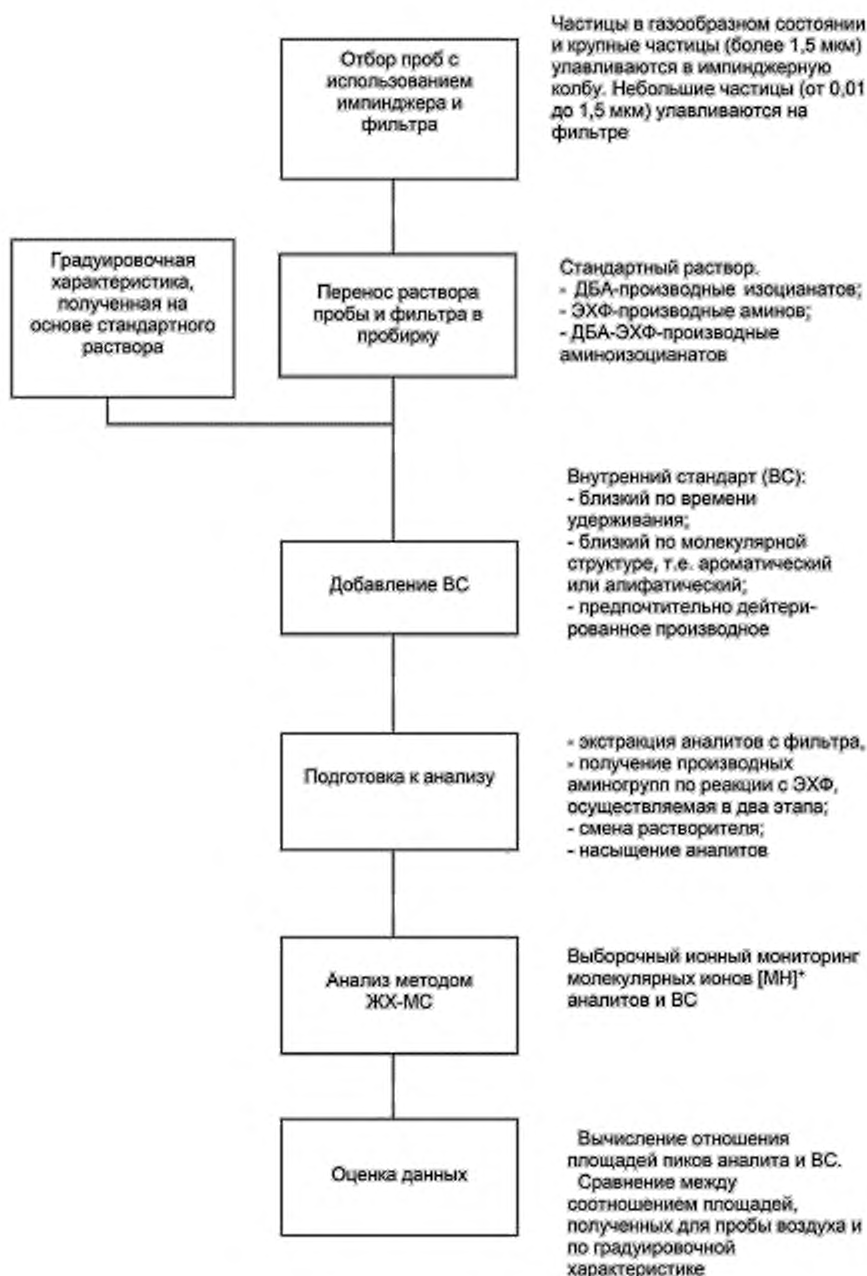 Отбор проб с
использованием
импинджера и
фильтра
Частицы в газообразном состоянии
и крупные частицы (более 1,5 мкм)
улавливаются в импинджерную
колбу. Небольшие частицы (от 0,01
до 1,5 мкм) улавливаются на
фильтре
Градуировочная
характеристика,
полученная на
основе стандартного
раствора
Перенос раствора
пробы и фильтра в
пробирку
Стандартный раствор.
- ДБА-производные изоцианатов;
- ЭХФ-производные аминов;
- ДБА-ЭХФ-производные
аминоизоцианатов
Добавление ВС
Внутренний стандарт (ВС):
- близкий по времени
удерживания;
- близкий по молекулярной
структуре, т.е. ароматический
или алифатический;
- предпочтительно дейтери-
рованное производное
Подготовка к анализу
- экстракция аналитов с фильтра,
- получение производных
аминогрупп по реакции с ЭХФ,
осуществляемая в два этапа;
- смена растворителя;
- насыщение аналитов
Анализ методом
ЖХ-МС
Выборочный ионный мониторинг
молекулярных ионов [МН]⁺
аналитов и ВС
Оценка данных
Вычисление отношения
площадей пиков аналита и ВС.
Сравнение между
соотношением площадей,
полученных для пробы воздуха и
по градуировочной
характеристике